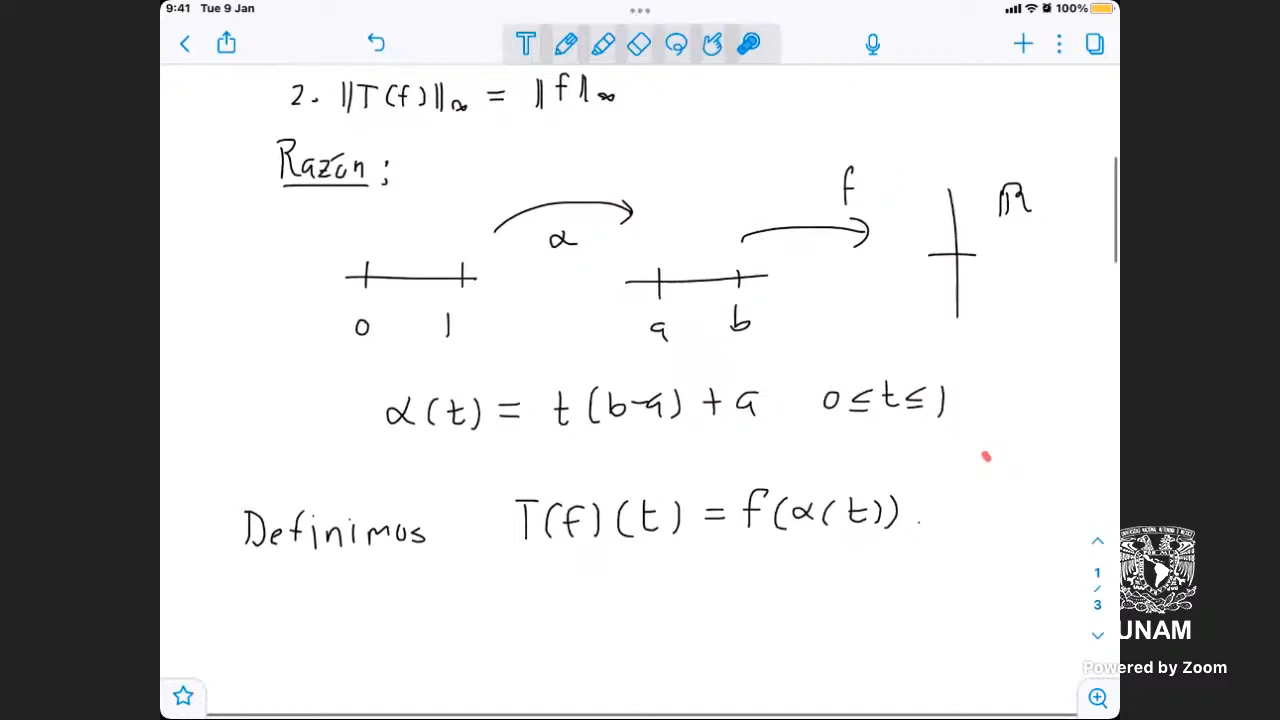 9:41 Tue 9 Jan 100%
2. ‖T(f)‖∞ = ‖f‖∞
Razón:
f
ℝ
α
0 1 a b
α(t) = t(b-a) + a 0 ≤ t ≤ 1
Definimos T(f)(t) = f(α(t)).
1
/
3
UNAM
Powered by Zoom